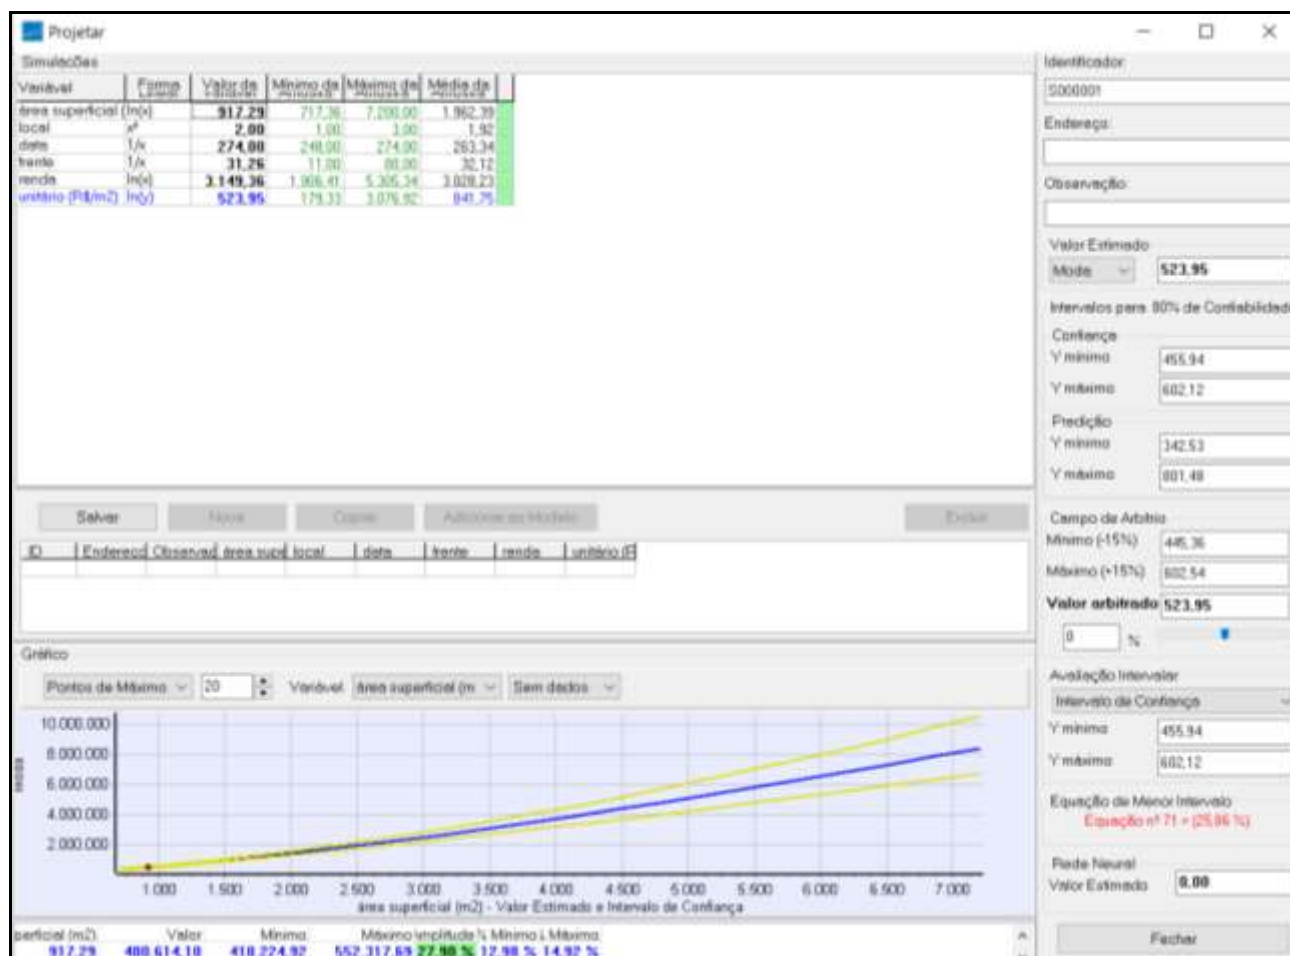 Projetar
Simulações
Variável Forma Valor da Mínimo da Máximo da Média da
área superficial ( ln(x) 917,29 717,36 7.200,00 1.962,39
local x² 2,00 1,00 3,00 1,92
data 1/x 274,00 248,00 274,00 263,34
frente 1/x 31,26 11,00 80,00 32,12
renda ln(x) 3.149,36 1.906,41 5.305,34 3.028,23
unitário (R$/m2) ln(y) 523,95 179,33 3.076,92 841,75
Identificador
S000001
Endereço:
Observação:
Valor Estimado
Moda 523,95
Intervalos para 80% de Confiabilidade
Confiança
Y mínimo 455,94
Y máximo 602,12
Predição
Y mínimo 342,53
Y máximo 801,48
Campo de Arbítrio
Mínimo (-15%) 445,36
Máximo (+15%) 602,54
Valor arbitrado 523,95
0 %
Avaliação Intervalar
Intervalo de Confiança
Y mínimo 455,94
Y máximo 602,12
Equação de Menor Intervalo
Equação nº 71 = (25,86 %)
Rede Neural
Valor Estimado 0,00
Fechar
Salvar Nova Copiar Adicionar ao Modelo Excluir
ID Endereço Observaç área supe local data frente renda unitário (R
Gráfico
Pontos de Máximo 20 Variável: área superficial (m Sem dados
10.000.000
8.000.000
6.000.000
4.000.000
2.000.000
1.000 1.500 2.000 2.500 3.000 3.500 4.000 4.500 5.000 5.500 6.000 6.500 7.000
área superficial (m2) - Valor Estimado e Intervalo de Confiança
perficial (m2): Valor: Mínimo: Máximo:
917,29 480.614,10 418.224,92 552.317,69 27,90 % 12,98 % 14,92 %